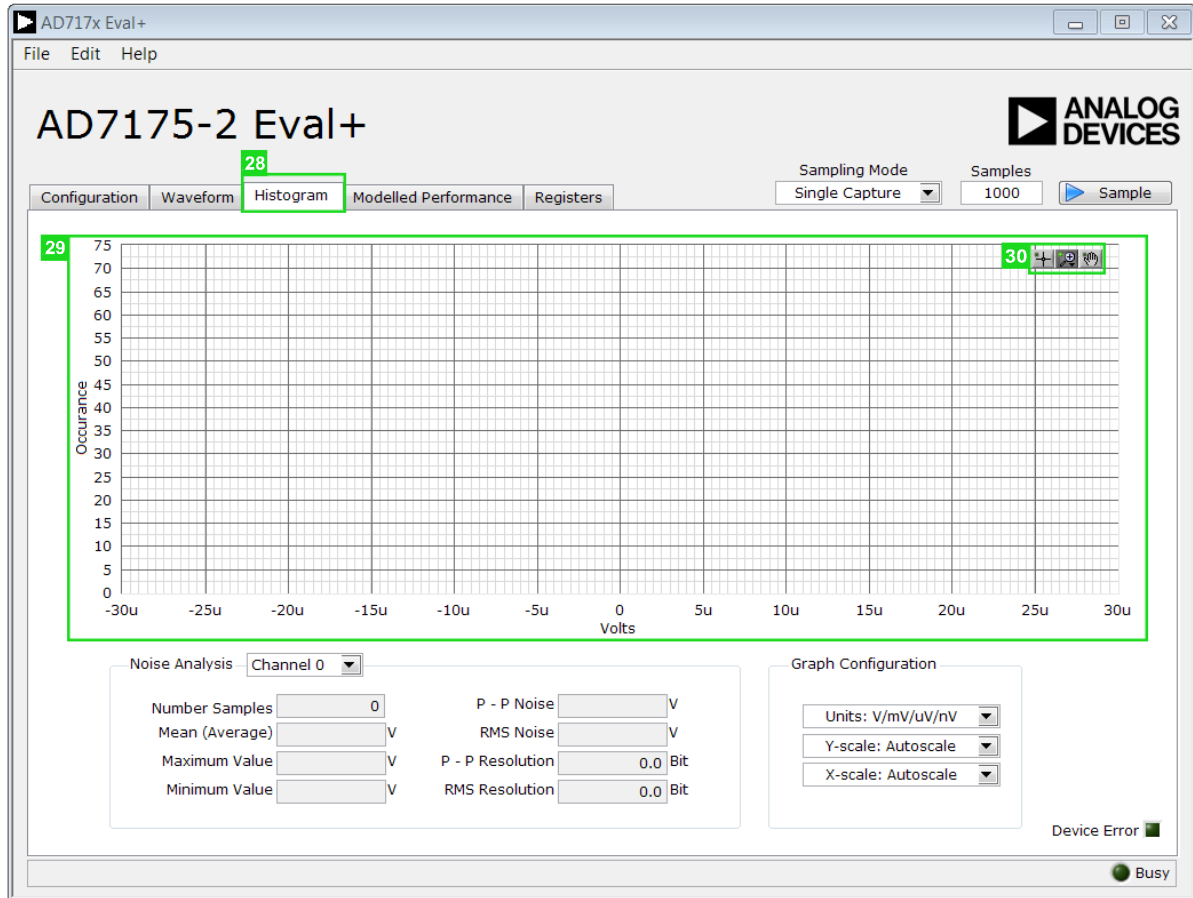 AD717x Eval+
File Edit Help
AD7175-2 Eval+
ANALOG
DEVICES
28
Sampling Mode
Samples
Configuration Waveform Histogram Modelled Performance Registers
Single Capture
1000
Sample
29
30
75
70
65
60
55
50
45
40
35
30
25
20
15
10
5
0
Occurance
-30u -25u -20u -15u -10u -5u 0 5u 10u 15u 20u 25u 30u
Volts
Noise Analysis Channel 0
Number Samples 0
Mean (Average) V
Maximum Value V
Minimum Value V
P - P Noise V
RMS Noise V
P - P Resolution 0.0 Bit
RMS Resolution 0.0 Bit
Graph Configuration
Units: V/mV/uV/nV
Y-scale: Autoscale
X-scale: Autoscale
Device Error
Busy